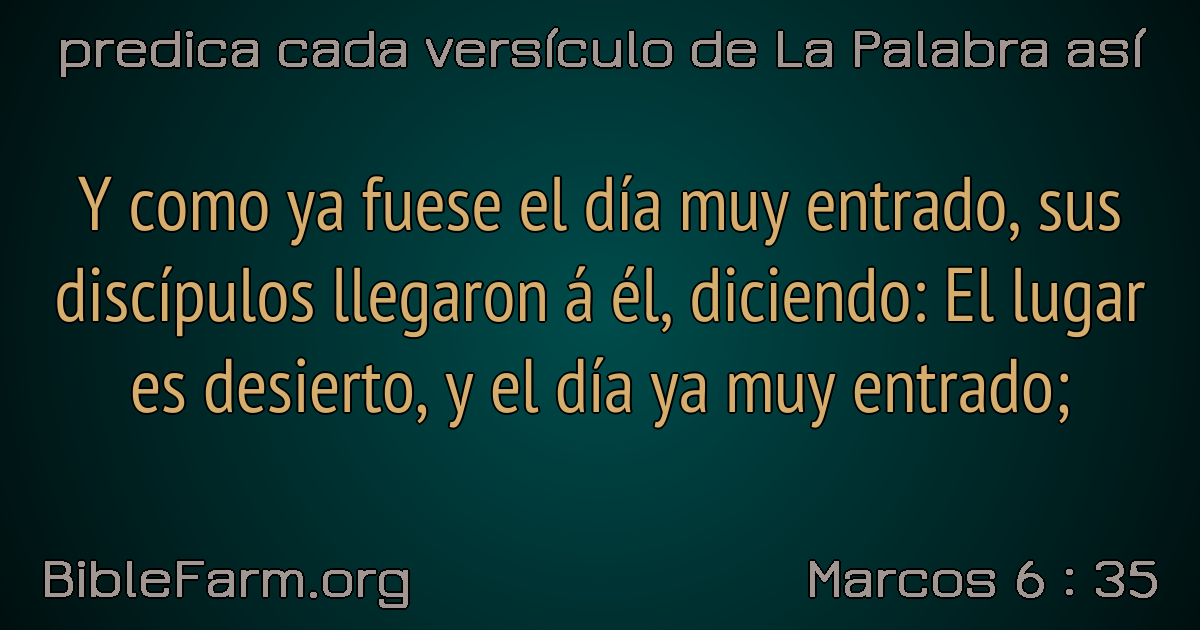 predica cada versículo de La Palabra así
Y como ya fuese el día muy entrado, sus
discípulos llegaron á él, diciendo: El lugar
es desierto, y el día ya muy entrado;
BibleFarm.org
Marcos 6 : 35